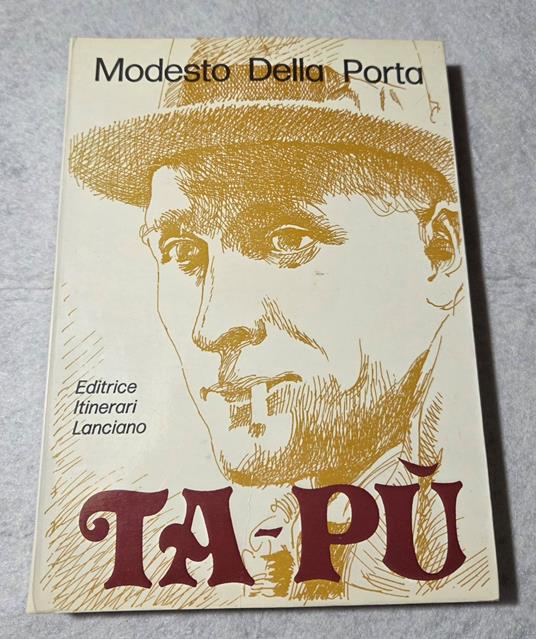 Modesto Della Porta
Editrice
Itinerari
Lanciano
TA-PŬ